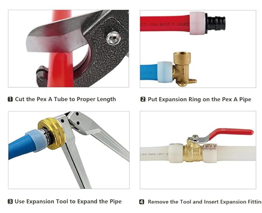 1 Cut the Pex A Tube to Proper Length
2 Put Expansion Ring on the Pex A Pipe
3 Use Expansion Tool to Expand the Pipe
4 Remove the Tool and Insert Expansion Fittin